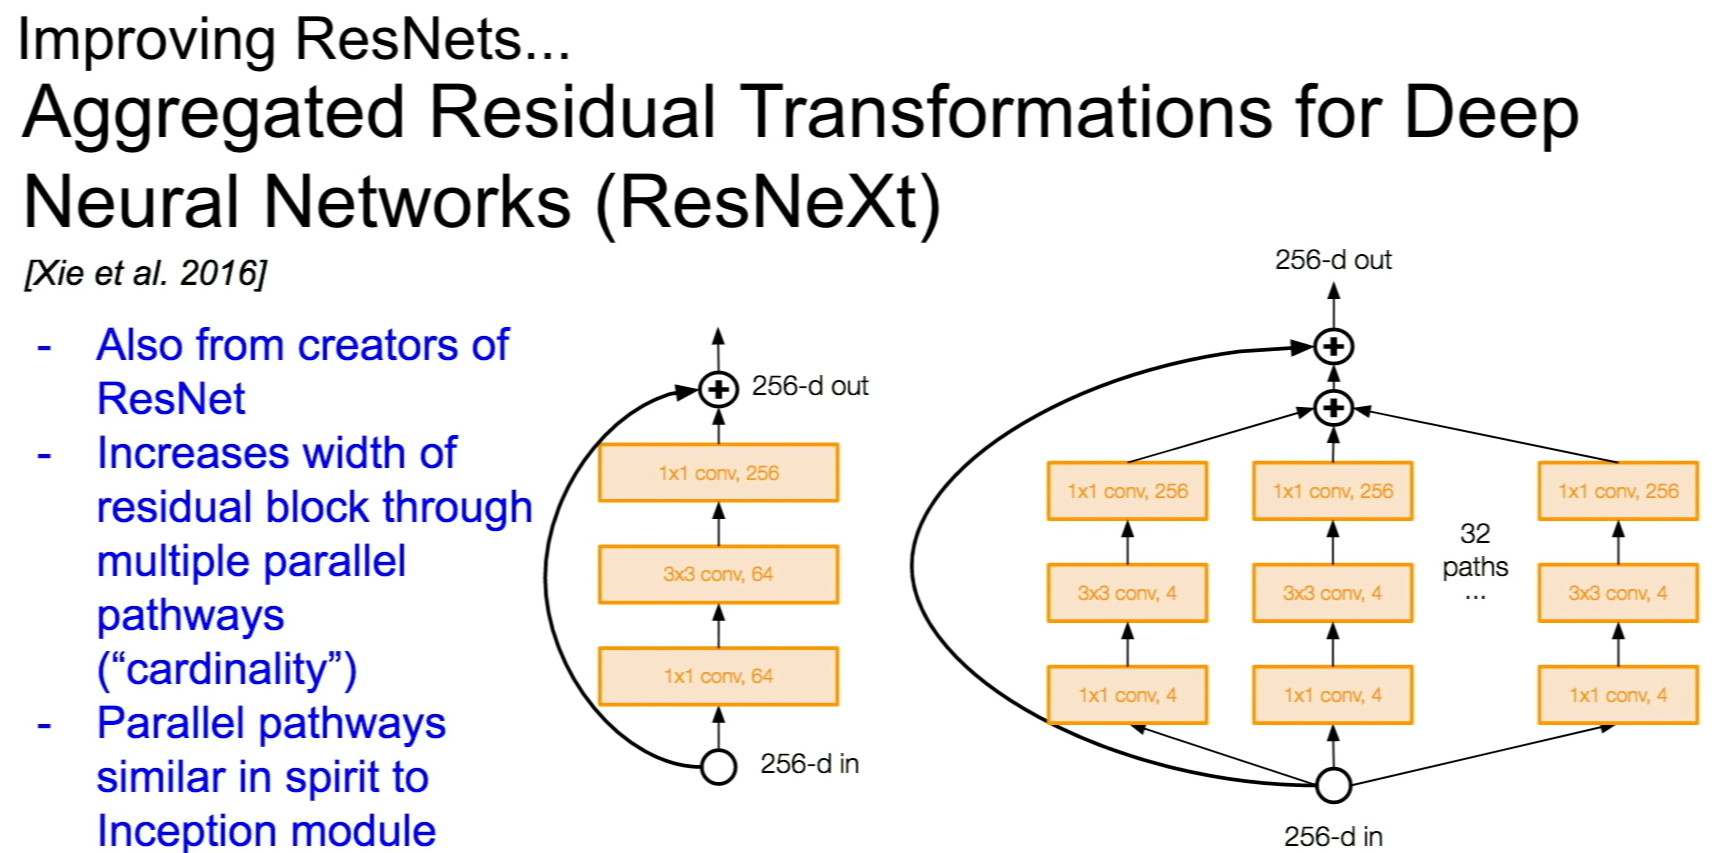 Improving ResNets...
Aggregated Residual Transformations for Deep
Neural Networks (ResNeXt)
[Xie et al. 2016]
- Also from creators of
ResNet
- Increases width of
residual block through
multiple parallel
pathways
(“cardinality”)
- Parallel pathways
similar in spirit to
Inception module
256-d out
1x1 conv, 256
3x3 conv, 64
1x1 conv, 64
256-d in
256-d out
1x1 conv, 256 1x1 conv, 256 1x1 conv, 256
32
paths
...
3x3 conv, 4 3x3 conv, 4 3x3 conv, 4
1x1 conv, 4 1x1 conv, 4 1x1 conv, 4
256-d in